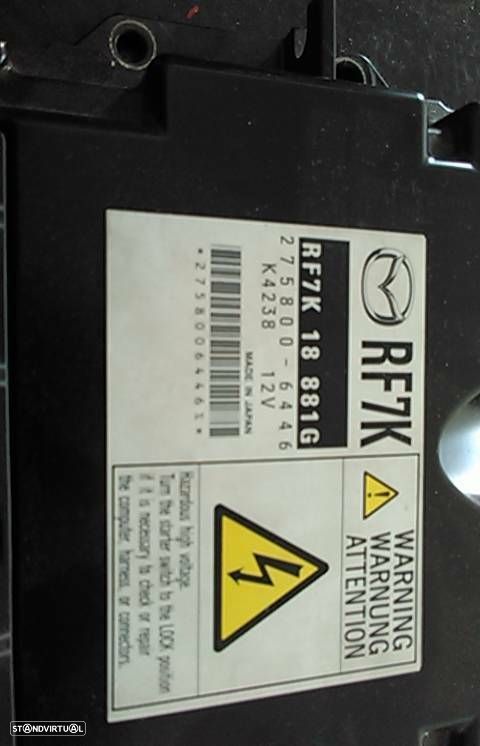 RF7K
RF7K 18 881G
275800-6446
K4238 12V
MADE IN JAPAN
*2758006446%*
WARNING
WARNUNG
ATTENTION
Hazardous high voltage.
Turn the starter switch to the LOCK position
if it is necessary to check or repair
the computer, harness, or connectors.
STANDVIRTUAL